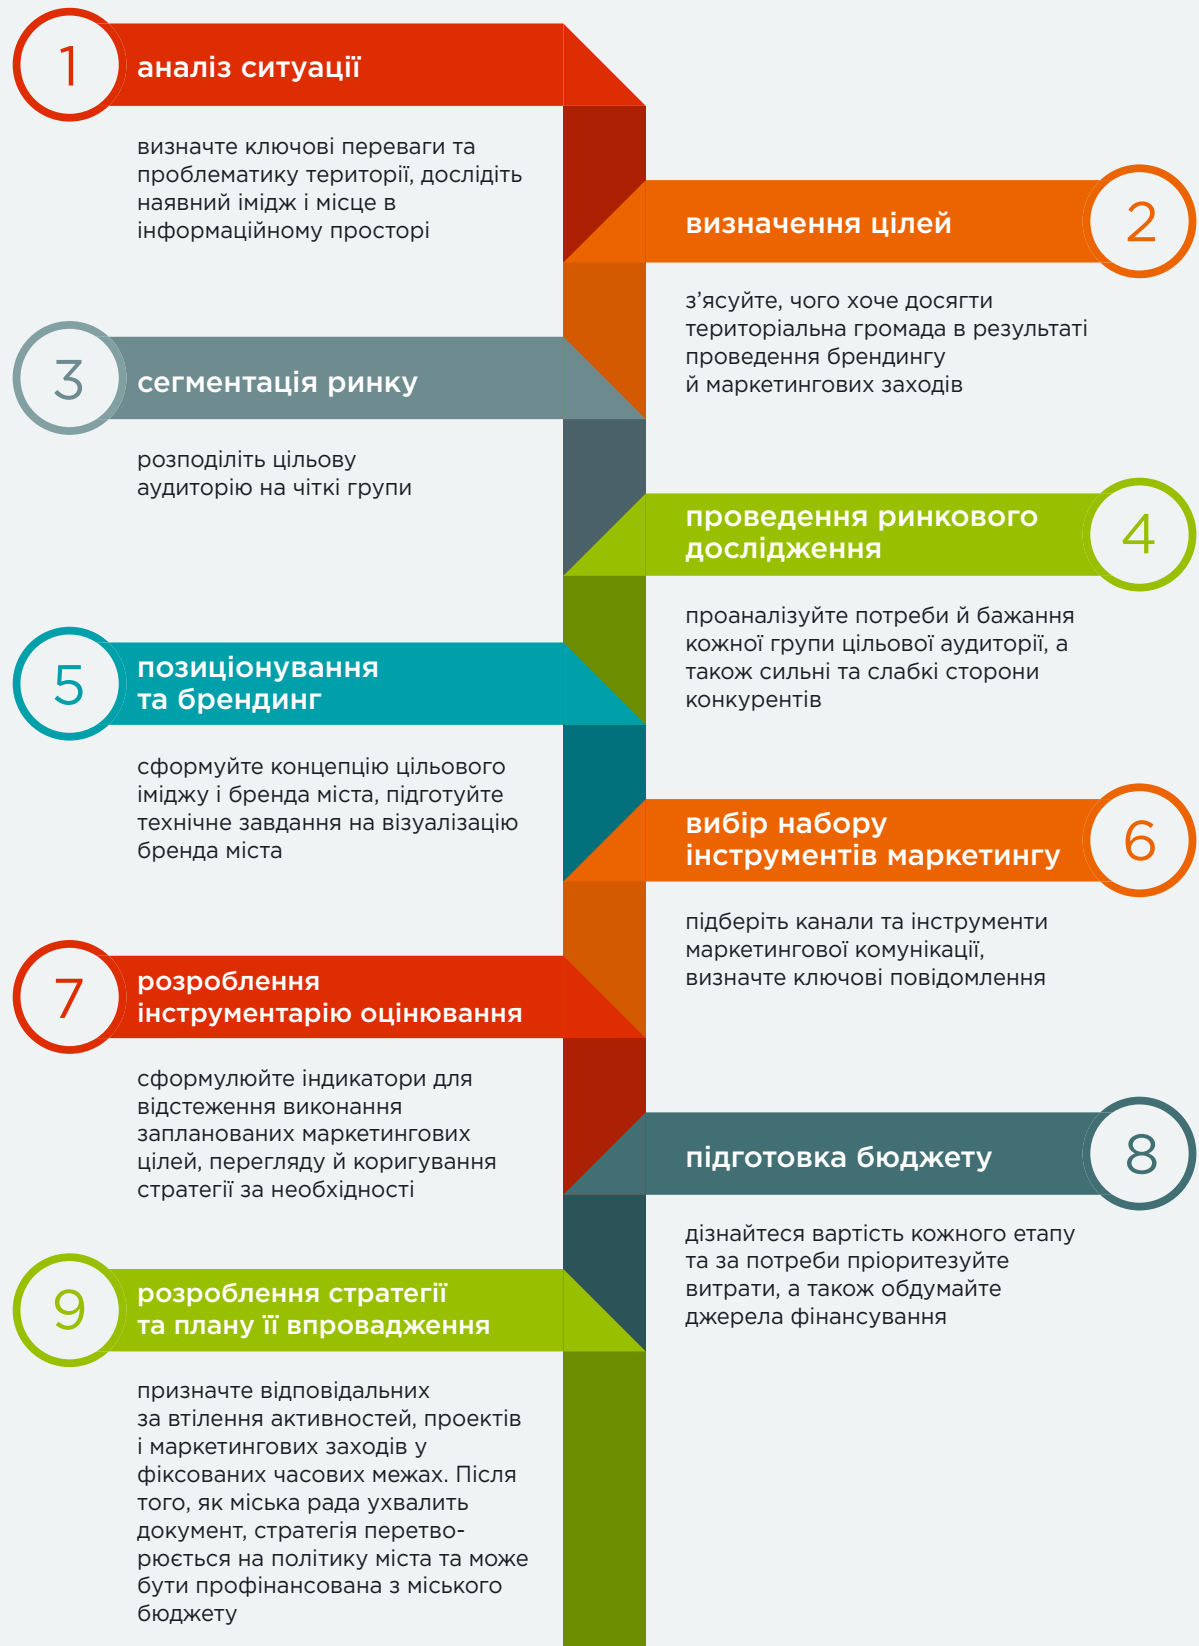 1
аналіз ситуації
визначте ключові переваги та
проблематику території, дослідіть
наявний імідж і місце в
інформаційному просторі
2
визначення цілей
з’ясуйте, чого хоче досягти
територіальна громада в результаті
проведення брендингу
й маркетингових заходів
3
сегментація ринку
розподіліть цільову
аудиторію на чіткі групи
4
проведення ринкового
дослідження
проаналізуйте потреби й бажання
кожної групи цільової аудиторії, а
також сильні та слабкі сторони
конкурентів
5
позиціонування
та брендинг
сформуйте концепцію цільового
іміджу і бренда міста, підготуйте
технічне завдання на візуалізацію
бренда міста
6
вибір набору
інструментів маркетингу
підберіть канали та інструменти
маркетингової комунікації,
визначте ключові повідомлення
7
розроблення
інструментарію оцінювання
сформулюйте індикатори для
відстеження виконання
запланованих маркетингових
цілей, перегляду й коригування
стратегії за необхідності
8
підготовка бюджету
дізнайтеся вартість кожного етапу
та за потреби пріоритезуйте
витрати, а також обдумайте
джерела фінансування
9
розроблення стратегії
та плану її впровадження
призначте відповідальних
за втілення активностей, проектів
і маркетингових заходів у
фіксованих часових межах. Після
того, як міська рада ухвалить
документ, стратегія перетво-
рюється на політику міста та може
бути профінансована з міського
бюджету